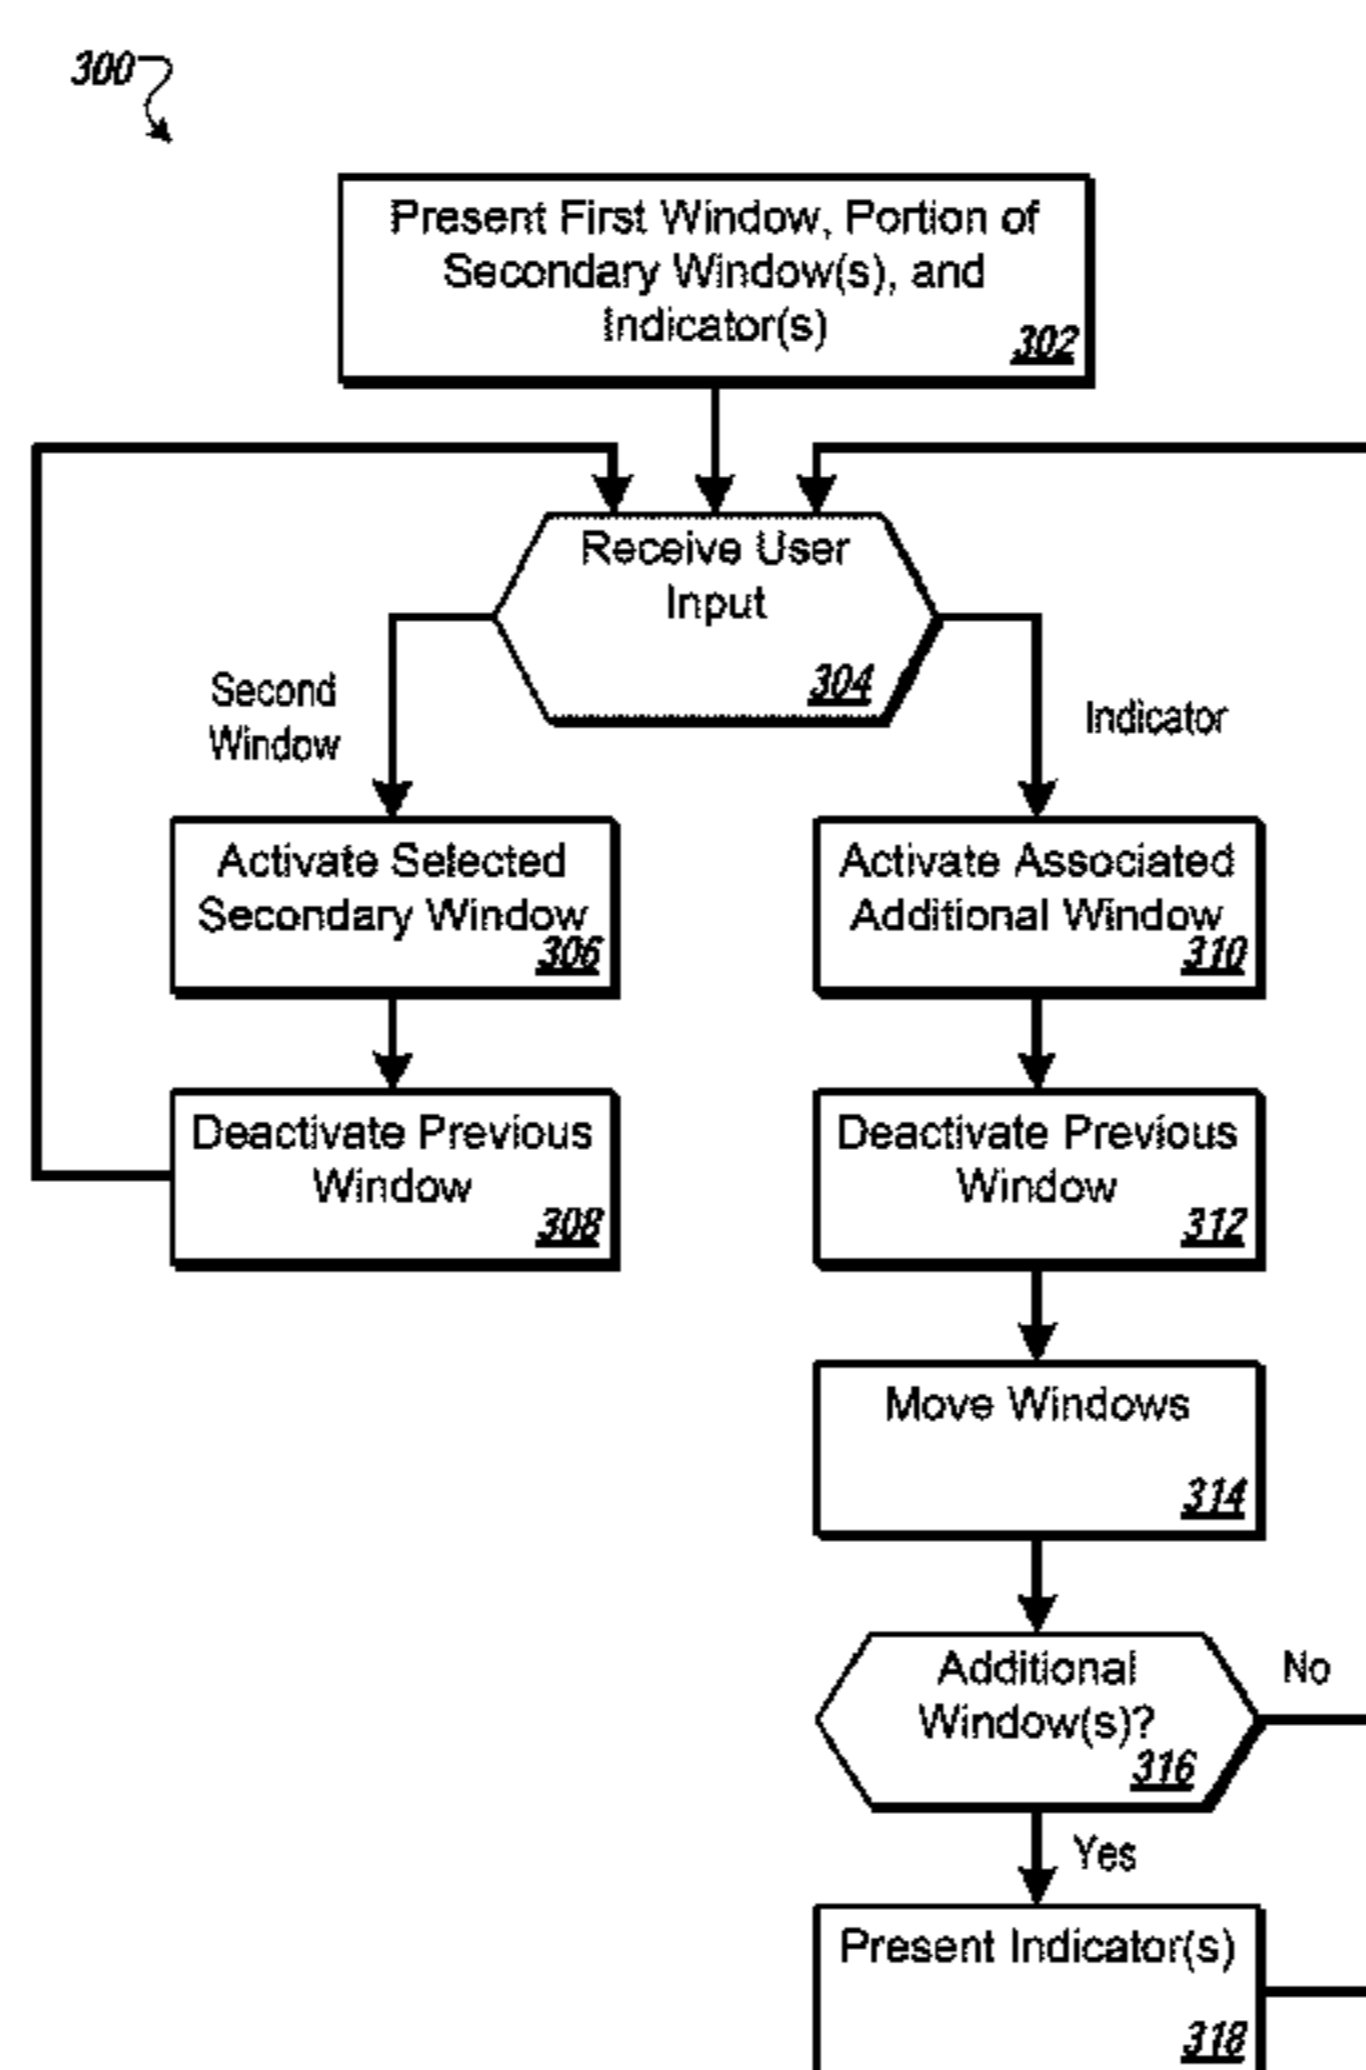 300
Present First Window, Portion of
Secondary Window(s), and
Indicator(s)
302
Receive User
Input
304
Second
Window
Indicator
Activate Selected
Secondary Window
306
Activate Associated
Additional Window
310
Deactivate Previous
Window
308
Deactivate Previous
Window
312
Move Windows
314
Additional
Window(s)?
316
No
Yes
Present Indicator(s)
318